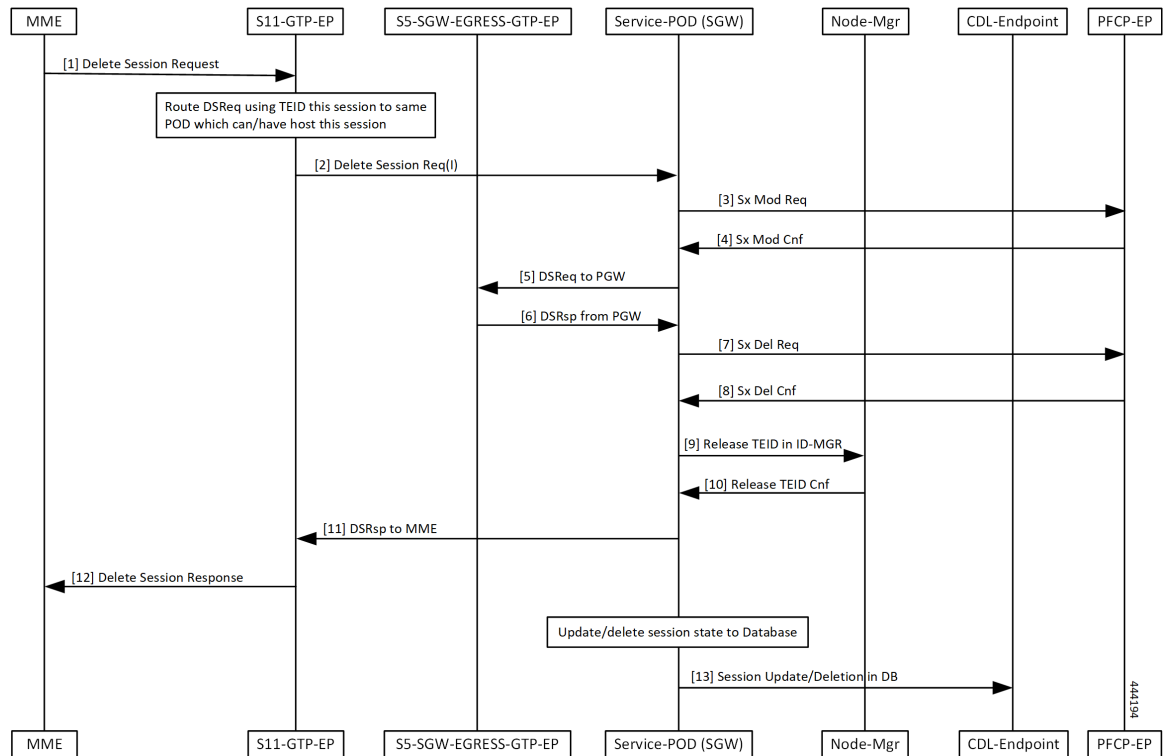 MME
S11-GTP-EP
S5-SGW-EGRESS-GTP-EP
Service-POD (SGW)
Node-Mgr
CDL-Endpoint
PFCP-EP
[1] Delete Session Request
Route DSReq using TEID this session to same
POD which can/have host this session
[2] Delete Session Req(I)
[3] Sx Mod Req
[4] Sx Mod Cnf
[5] DSReq to PGW
[6] DSRsp from PGW
[7] Sx Del Req
[8] Sx Del Cnf
[9] Release TEID in ID-MGR
[10] Release TEID Cnf
[11] DSRsp to MME
[12] Delete Session Response
Update/delete session state to Database
[13] Session Update/Deletion in DB
444194
MME
S11-GTP-EP
S5-SGW-EGRESS-GTP-EP
Service-POD (SGW)
Node-Mgr
CDL-Endpoint
PFCP-EP